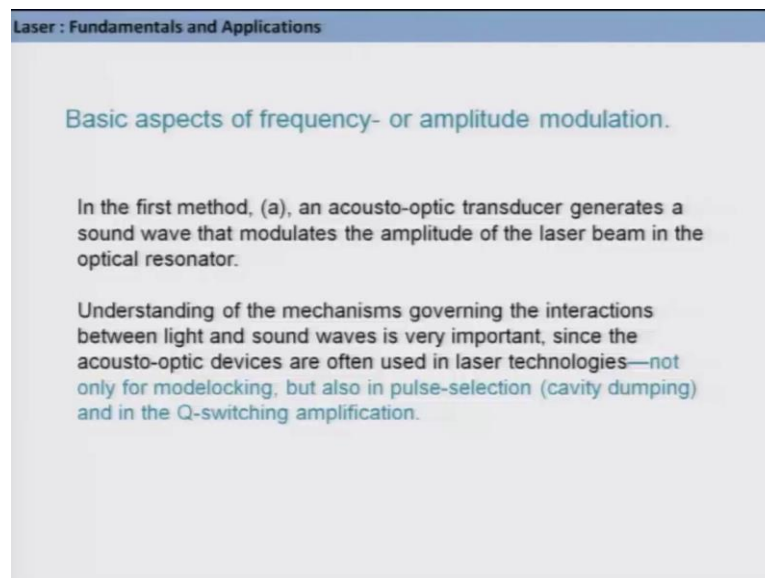 Laser : Fundamentals and Applications
Basic aspects of frequency- or amplitude modulation.
In the first method, (a), an acousto-optic transducer generates a
sound wave that modulates the amplitude of the laser beam in the
optical resonator.
Understanding of the mechanisms governing the interactions
between light and sound waves is very important, since the
acousto-optic devices are often used in laser technologies—not
only for modelocking, but also in pulse-selection (cavity dumping)
and in the Q-switching amplification.